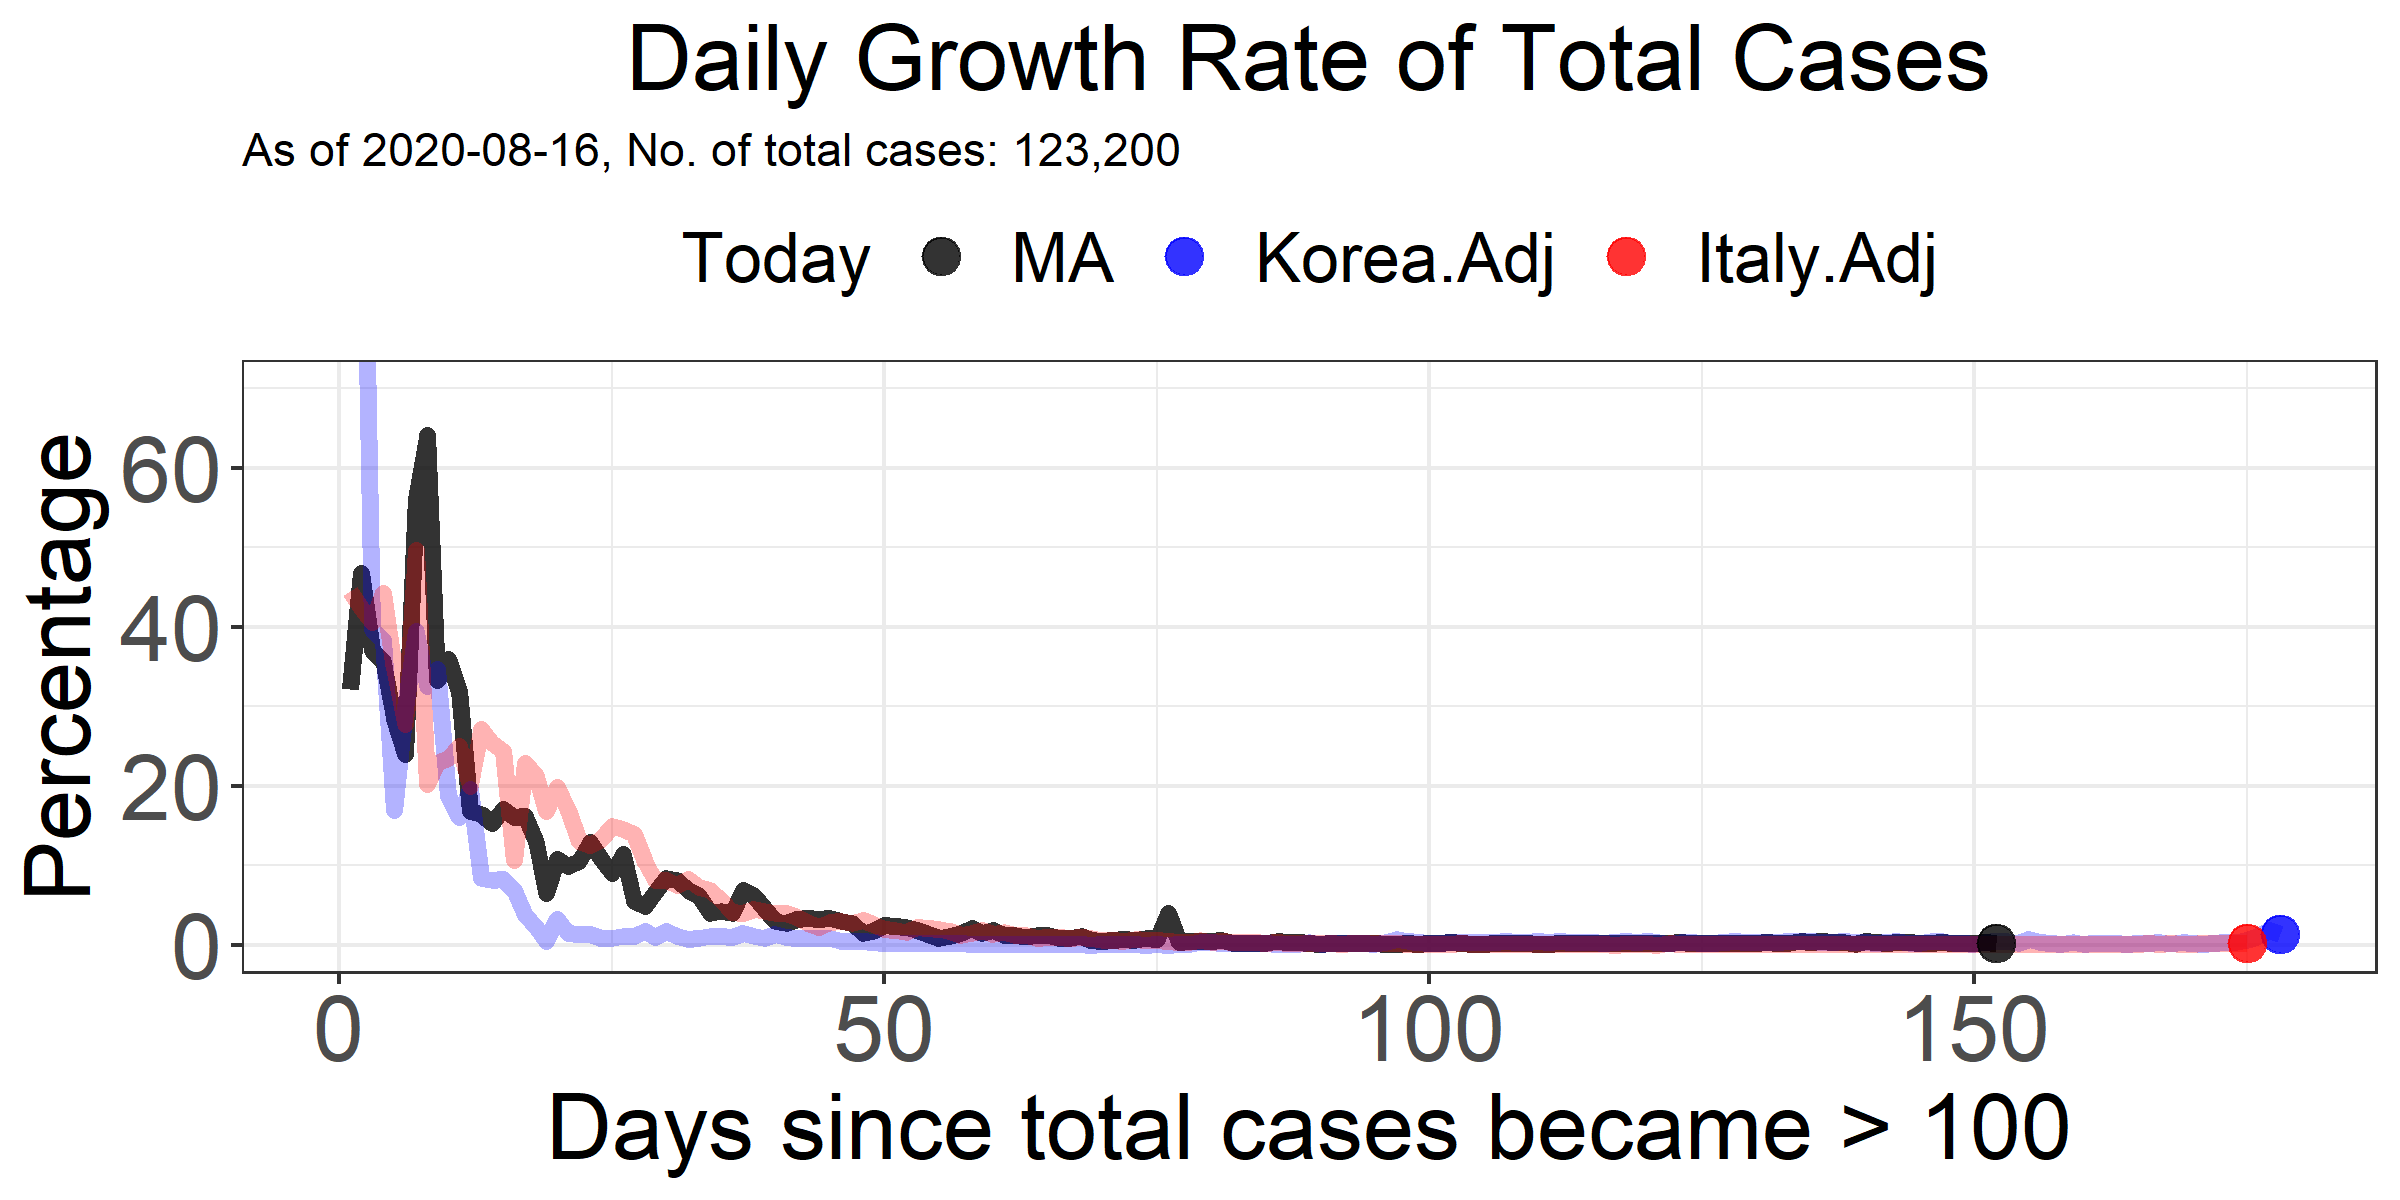 Daily Growth Rate of Total Cases
As of 2020-08-16, No. of total cases: 123,200
Today MA Korea.Adj Italy.Adj
Percentage
60
40
20
0
0 50 100 150
Days since total cases became > 100